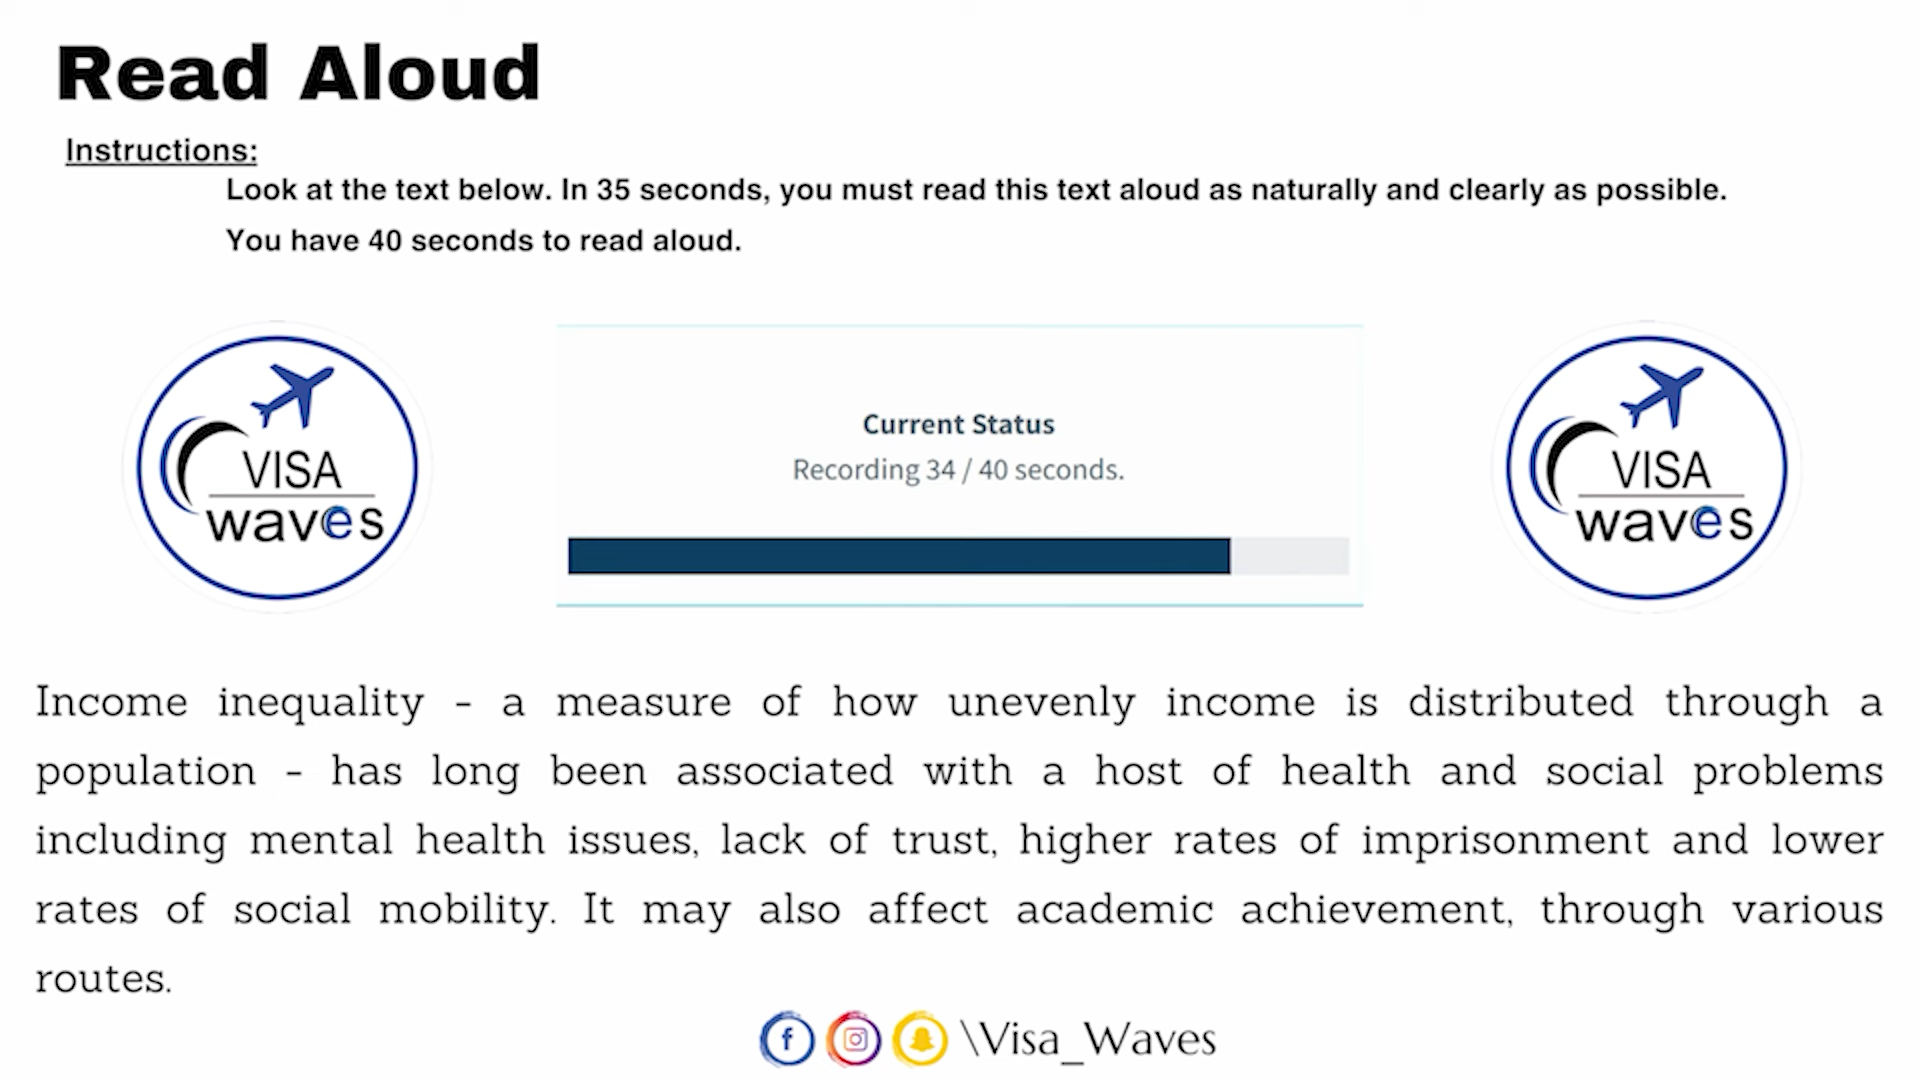 Read Aloud
Instructions:
Look at the text below. In 35 seconds, you must read this text aloud as naturally and clearly as possible.
You have 40 seconds to read aloud.
VISA
waves
Current Status
Recording 34 / 40 seconds.
VISA
waves
Income inequality - a measure of how unevenly income is distributed through a
population - has long been associated with a host of health and social problems
including mental health issues, lack of trust, higher rates of imprisonment and lower
rates of social mobility. It may also affect academic achievement, through various
routes.
\Visa_Waves